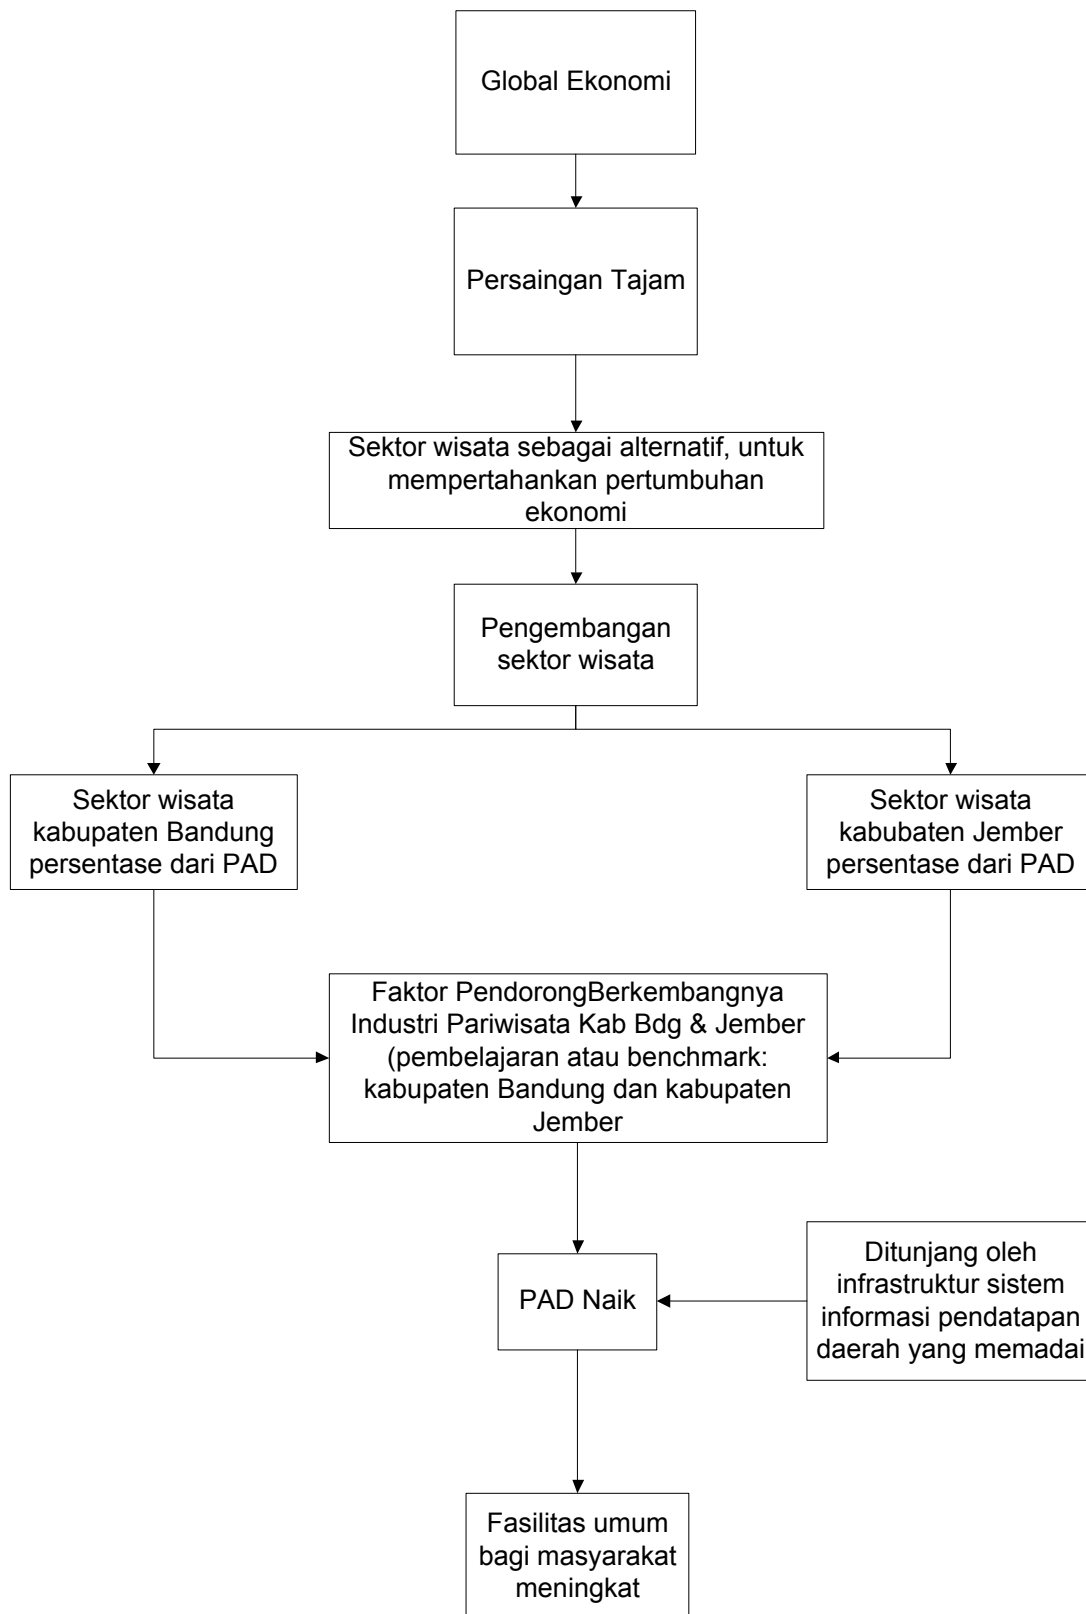 Global Ekonomi
Persaingan Tajam
Sektor wisata sebagai alternatif, untuk
mempertahankan pertumbuhan
ekonomi
Pengembangan
sektor wisata
Sektor wisata
kabupaten Bandung
persentase dari PAD
Sektor wisata
kabubaten Jember
persentase dari PAD
Faktor PendorongBerkembangnya
Industri Pariwisata Kab Bdg & Jember
(pembelajaran atau benchmark:
kabupaten Bandung dan kabupaten
Jember
PAD Naik
Ditunjang oleh
infrastruktur sistem
informasi pendatapan
daerah yang memadai
Fasilitas umum
bagi masyarakat
meningkat